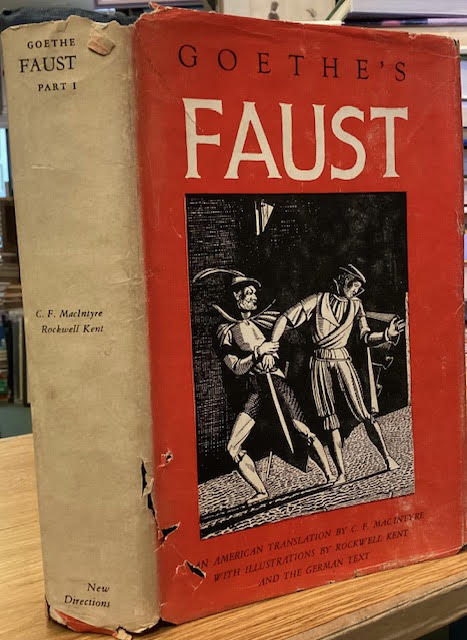 GOETHE
FAUST
PART I
C. F. MacIntyre
Rockwell Kent
New
Directions
GOETHE'S
FAUST
AN AMERICAN TRANSLATION BY C. F. MACINTYRE
WITH ILLUSTRATIONS BY ROCKWELL KENT
AND THE GERMAN TEXT